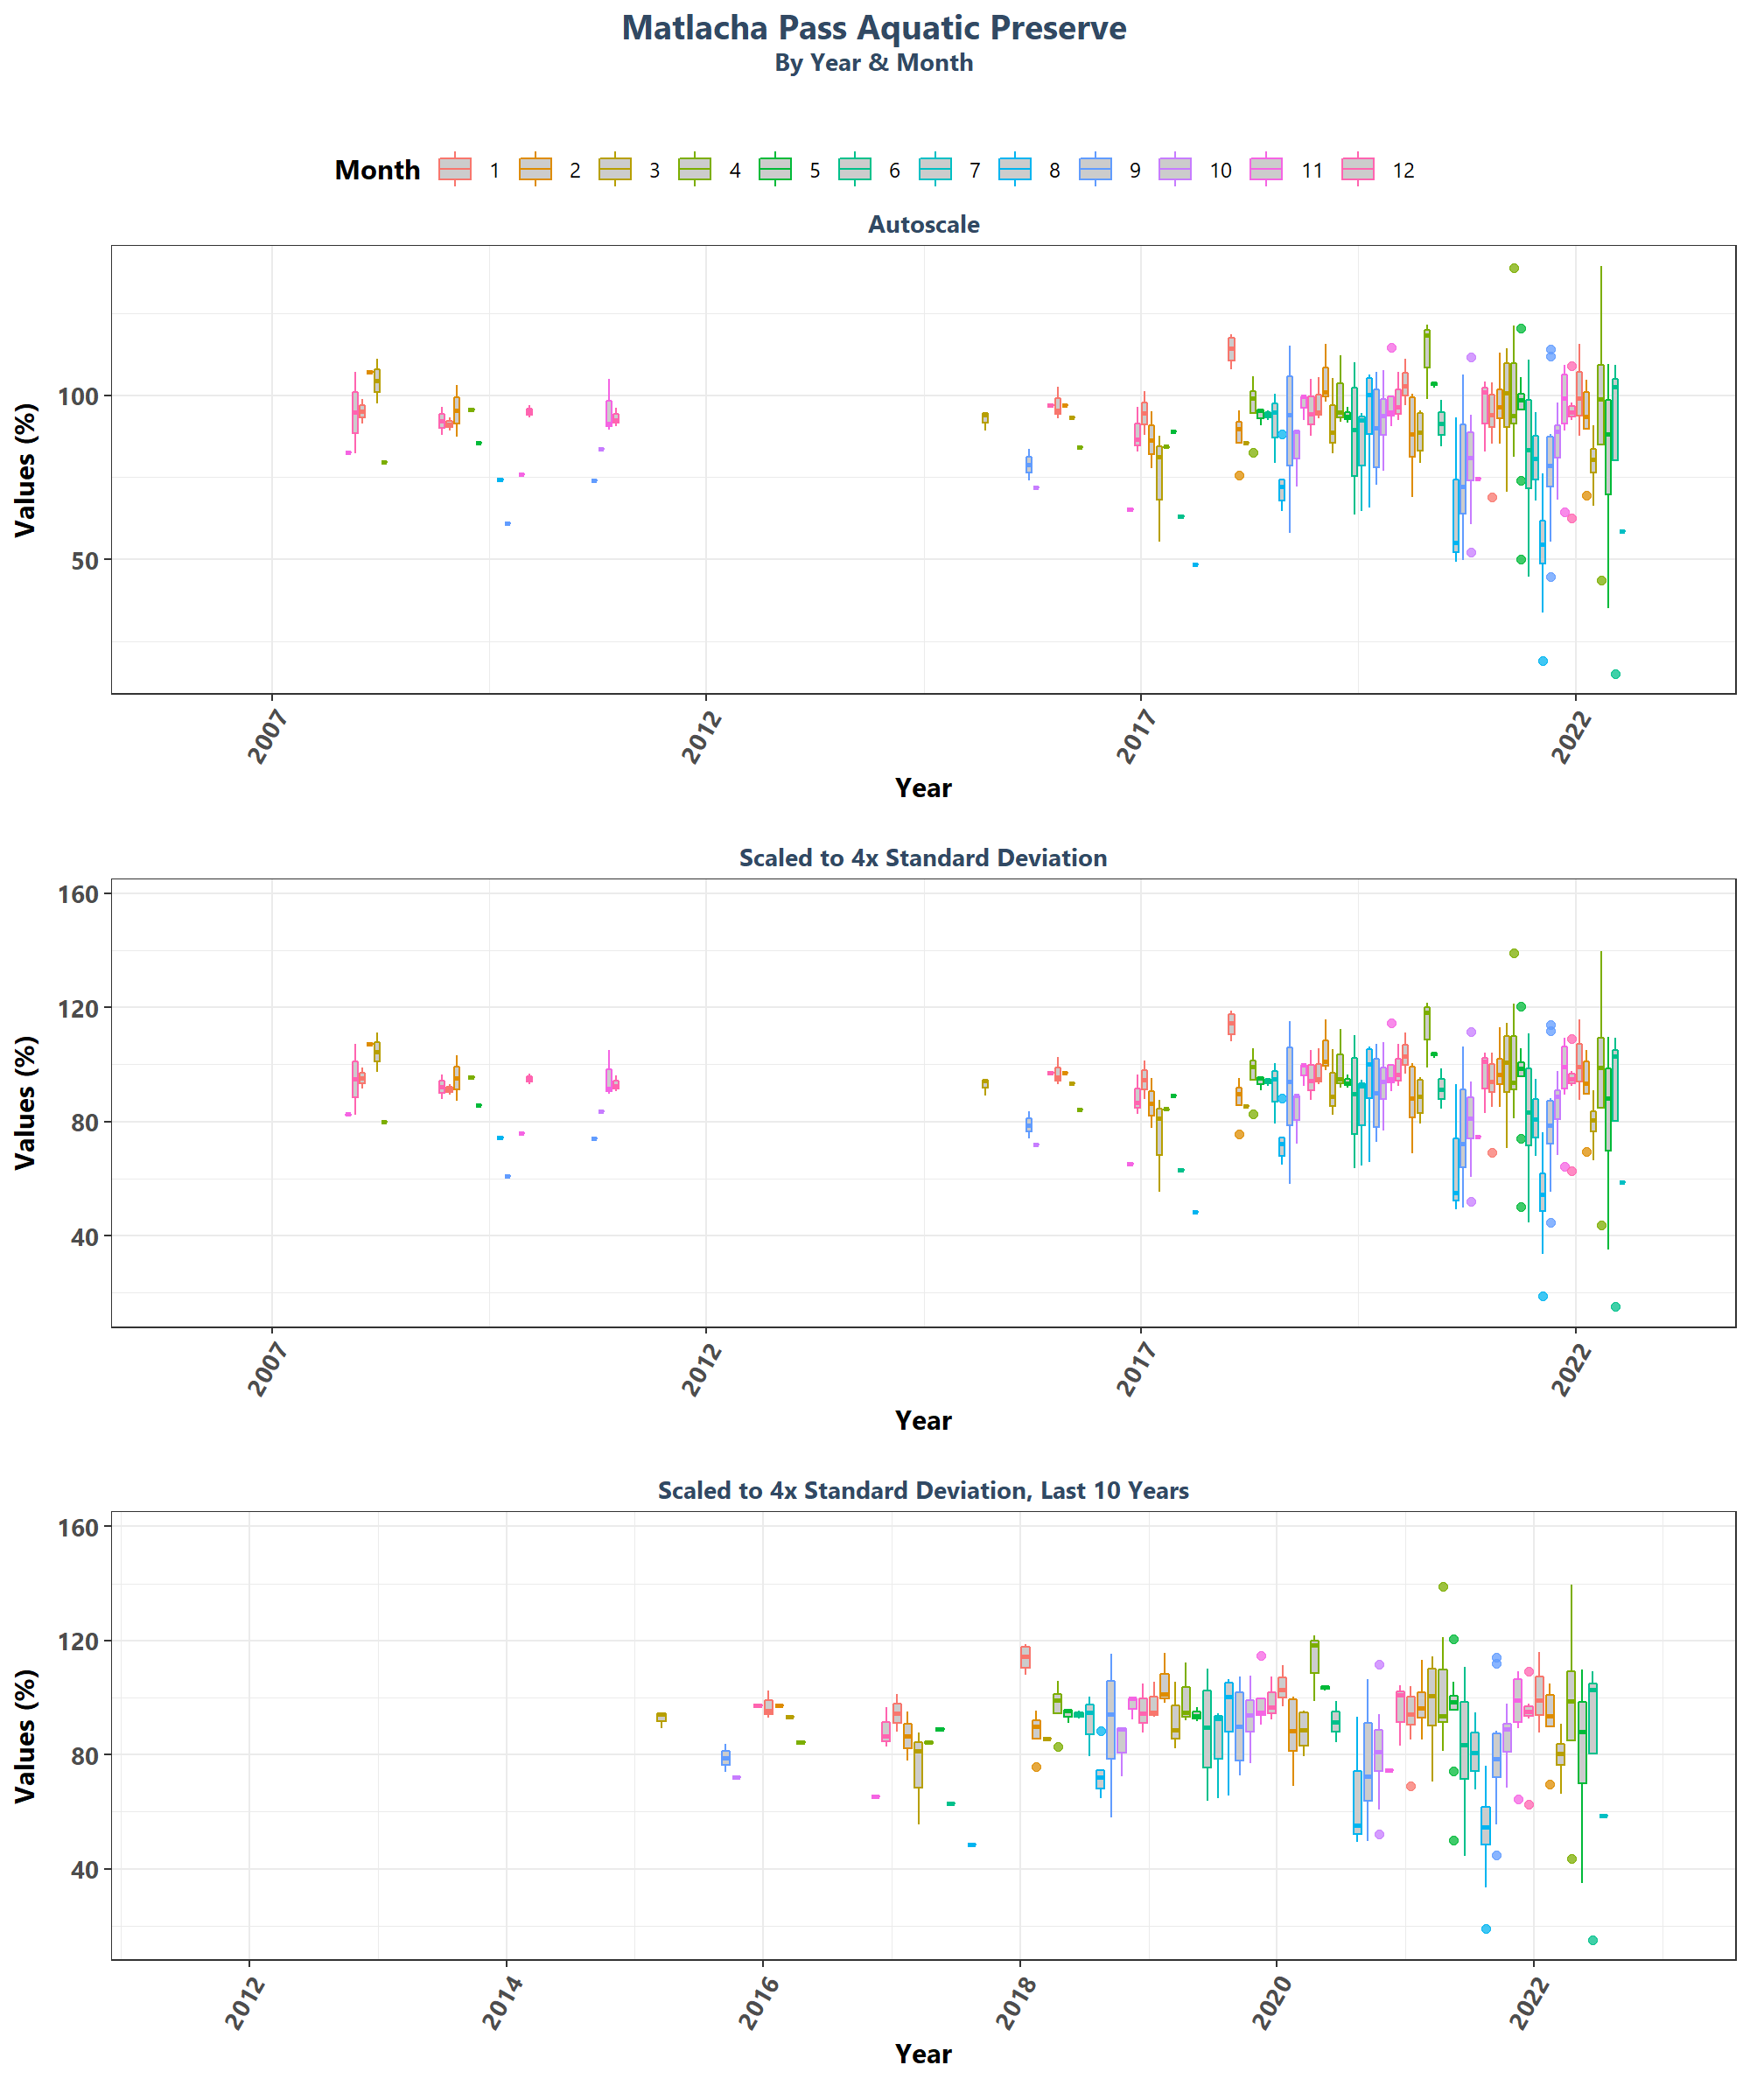 Matlacha Pass Aquatic Preserve
By Year & Month
Month 1 2 3 4 5 6 7 8 9 10 11 12
Autoscale
Values (%)
100
50
2007 2012 2017 2022
Year
Scaled to 4x Standard Deviation
Values (%)
160
120
80
40
2007 2012 2017 2022
Year
Scaled to 4x Standard Deviation, Last 10 Years
Values (%)
160
120
80
40
2012 2014 2016 2018 2020 2022
Year